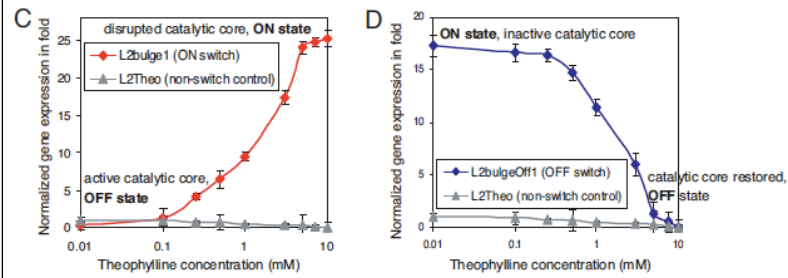 C
disrupted catalytic core, ON state
L2bulge1 (ON switch)
L2Theo (non-switch control)
active catalytic core,
OFF state
Normalized gene expression in fold
25
20
15
10
5
0
0.01
0.1
1
10
Theophylline concentration (mM)
D
ON state, inactive catalytic core
L2bulgeOff1 (OFF switch)
L2Theo (non-switch control)
catalytic core restored,
OFF state
Normalized gene expression in fold
20
15
10
5
0
0.01
0.1
1
10
Theophylline concentration (mM)